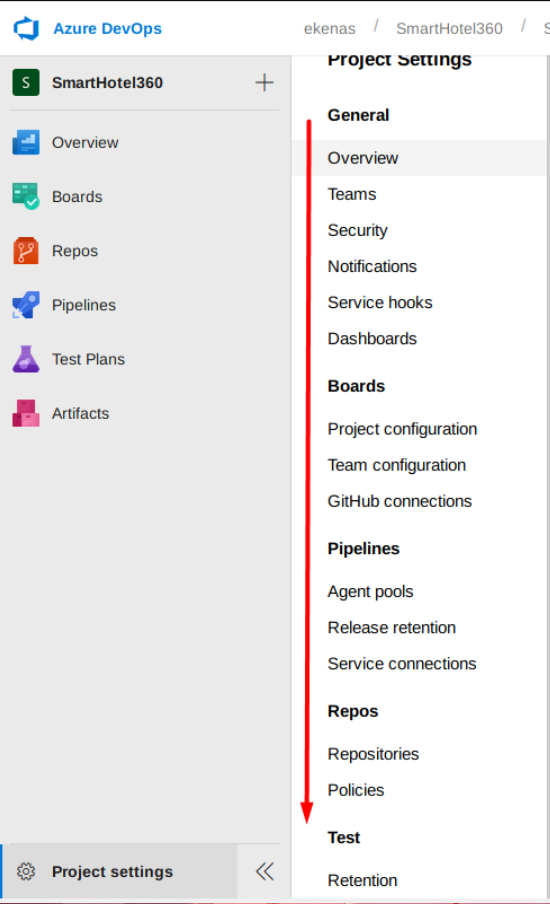 Azure DevOps
ekenas / SmartHotel360 / S
S SmartHotel360
Overview
Boards
Repos
Pipelines
Test Plans
Artifacts
Project settings
Project Settings
General
Overview
Teams
Security
Notifications
Service hooks
Dashboards
Boards
Project configuration
Team configuration
GitHub connections
Pipelines
Agent pools
Release retention
Service connections
Repos
Repositories
Policies
Test
Retention